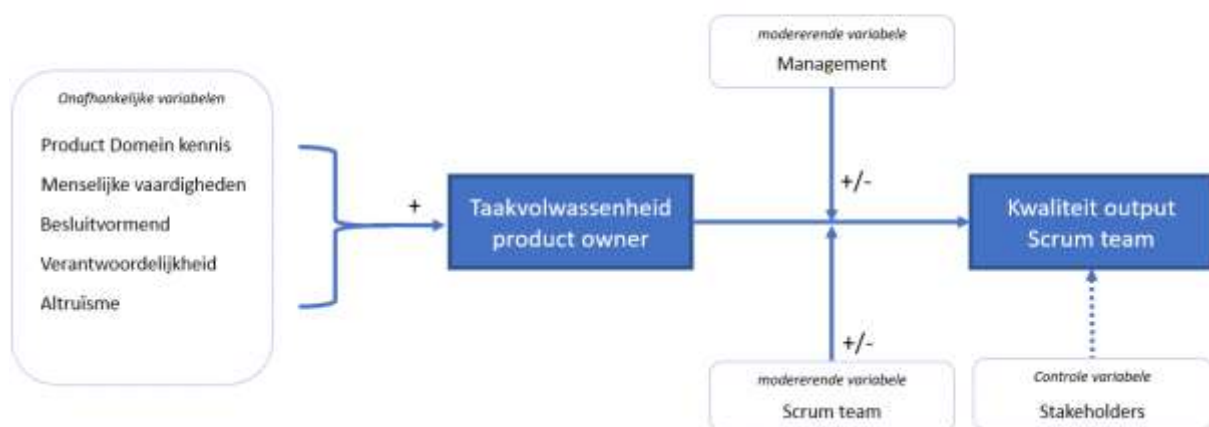 modererende variabele
Management
Onafhankelijke variabelen
Product Domein kennis
Menselijke vaardigheden
Besluitvormend
Verantwoordelijkheid
Altruïsme
+
Taakvolwassenheid
product owner
+/-
Kwaliteit output
Scrum team
+/-
modererende variabele
Scrum team
Controle variabele
Stakeholders